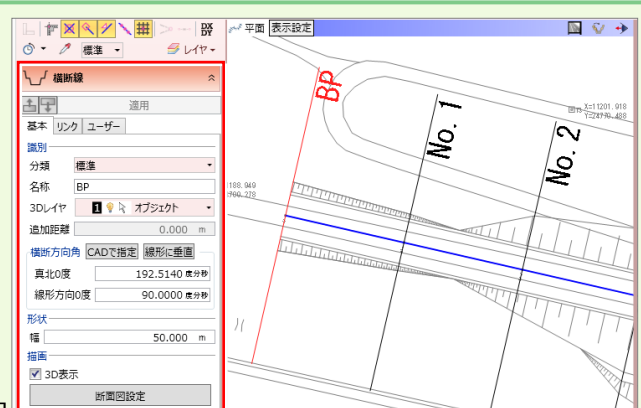 DX
DY
標準
レイヤ
横断線
適用
基本 リンク ユーザー
識別
分類 標準
名称 BP
3Dレイヤ 1 オブジェクト
追加距離 0.000 m
横断方向角 CADで指定 線形に垂直
真北0度 192.5140 度分秒
線形方向0度 90.0000 度分秒
形状
幅 50.000 m
描画
3D表示
断面図設定
平面 表示設定
BP
No. 1
No. 2
X=11201.918
Y=24770.488
188.949